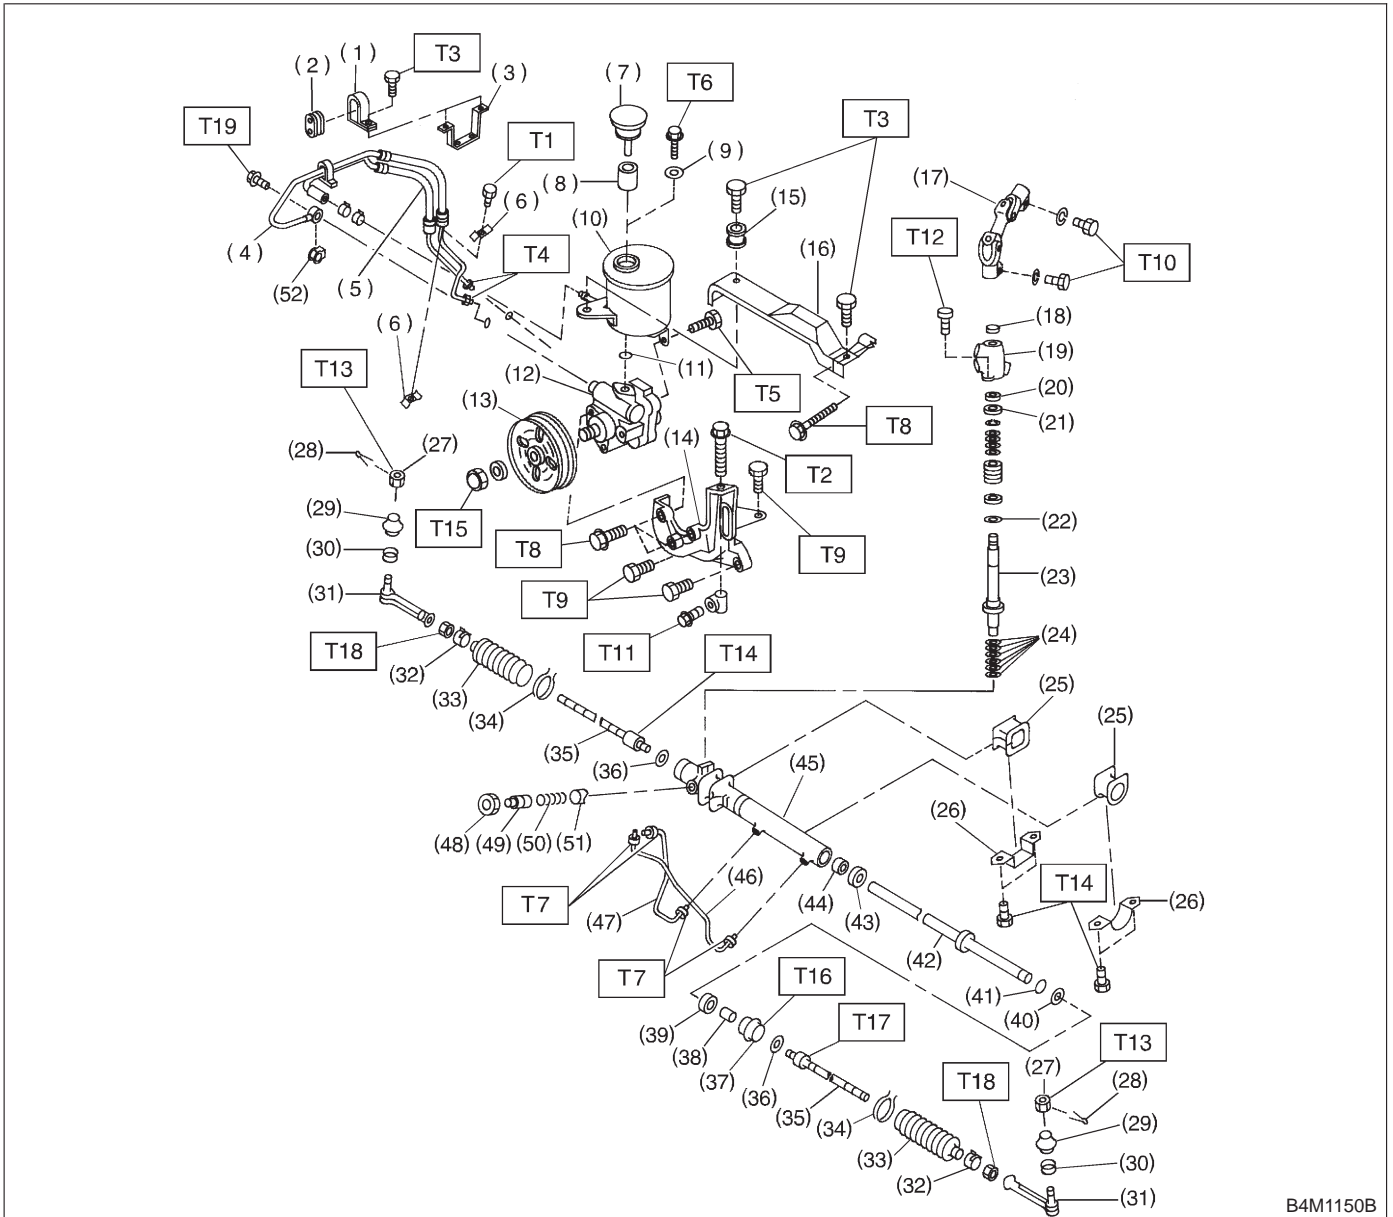 (1)
T3
(2)
(3)
(7)
T6
T3
T19
T1
(9)
(8)
(6)
(15)
(17)
(10)
T12
(4)
T4
(16)
T10
(52)
(5)
(18)
(6)
(19)
T13
(12)
(11)
T5
(20)
(13)
(21)
T8
(28)
(27)
(14)
T2
(29)
T15
(22)
T8
T9
(30)
(23)
(31)
T9
(24)
T18
T11
T14
(32)
(33)
(25)
(34)
(25)
(35)
(36)
(45)
(26)
(48)
(49)
(50)
(51)
T14
T7
(46)
(44)
(43)
(26)
(47)
(42)
T7
T16
(41)
(40)
(39)
T17
(38)
T13
(37)
(27)
T18
(36)
(28)
(35)
(34)
(29)
(33)
(30)
(32)
(31)
B4M1150B